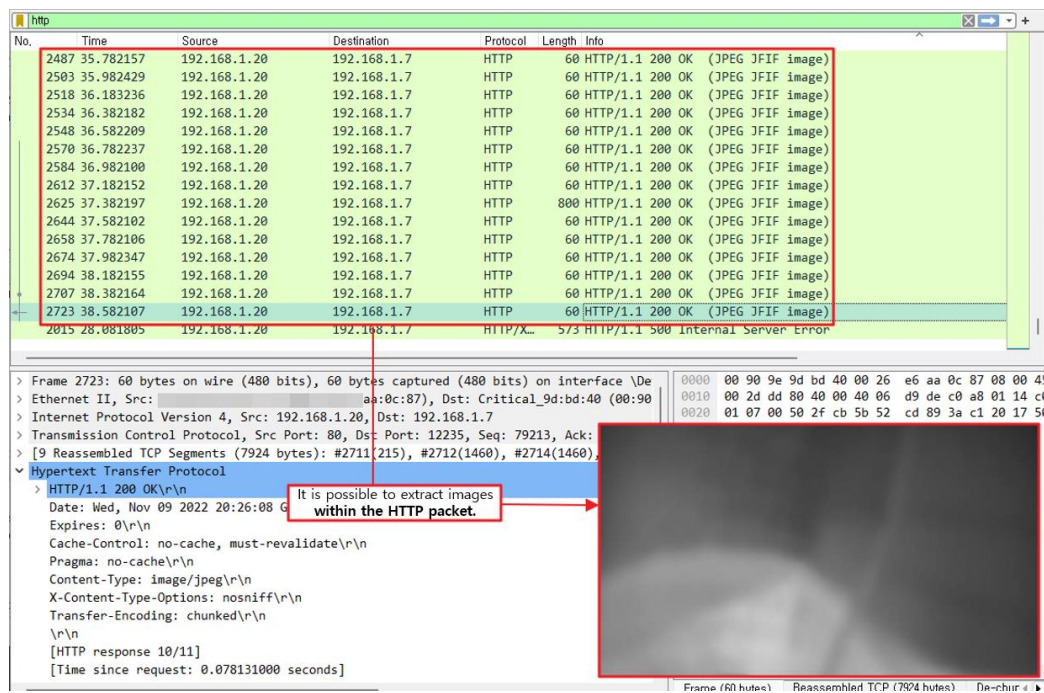 http
No. Time Source Destination Protocol Length Info
2487 35.782157 192.168.1.20 192.168.1.7 HTTP 60 HTTP/1.1 200 OK (JPEG JFIF image)
2503 35.982429 192.168.1.20 192.168.1.7 HTTP 60 HTTP/1.1 200 OK (JPEG JFIF image)
2518 36.183236 192.168.1.20 192.168.1.7 HTTP 60 HTTP/1.1 200 OK (JPEG JFIF image)
2534 36.382182 192.168.1.20 192.168.1.7 HTTP 60 HTTP/1.1 200 OK (JPEG JFIF image)
2548 36.582209 192.168.1.20 192.168.1.7 HTTP 60 HTTP/1.1 200 OK (JPEG JFIF image)
2570 36.782237 192.168.1.20 192.168.1.7 HTTP 60 HTTP/1.1 200 OK (JPEG JFIF image)
2584 36.982100 192.168.1.20 192.168.1.7 HTTP 60 HTTP/1.1 200 OK (JPEG JFIF image)
2612 37.182152 192.168.1.20 192.168.1.7 HTTP 60 HTTP/1.1 200 OK (JPEG JFIF image)
2625 37.382197 192.168.1.20 192.168.1.7 HTTP 800 HTTP/1.1 200 OK (JPEG JFIF image)
2644 37.582102 192.168.1.20 192.168.1.7 HTTP 60 HTTP/1.1 200 OK (JPEG JFIF image)
2658 37.782106 192.168.1.20 192.168.1.7 HTTP 60 HTTP/1.1 200 OK (JPEG JFIF image)
2674 37.982347 192.168.1.20 192.168.1.7 HTTP 60 HTTP/1.1 200 OK (JPEG JFIF image)
2694 38.182155 192.168.1.20 192.168.1.7 HTTP 60 HTTP/1.1 200 OK (JPEG JFIF image)
2707 38.382164 192.168.1.20 192.168.1.7 HTTP 60 HTTP/1.1 200 OK (JPEG JFIF image)
2723 38.582107 192.168.1.20 192.168.1.7 HTTP 60 HTTP/1.1 200 OK (JPEG JFIF image)
2015 28.081805 192.168.1.20 192.168.1.7 HTTP/X… 573 HTTP/1.1 500 Internal Server Error
> Frame 2723: 60 bytes on wire (480 bits), 60 bytes captured (480 bits) on interface \De
> Ethernet II, Src: aa:0c:87), Dst: Critical_9d:bd:40 (00:90
> Internet Protocol Version 4, Src: 192.168.1.20, Dst: 192.168.1.7
> Transmission Control Protocol, Src Port: 80, Dst Port: 12235, Seq: 79213, Ack:
> [9 Reassembled TCP Segments (7924 bytes): #2711(215), #2712(1460), #2714(1460),
Hypertext Transfer Protocol
> HTTP/1.1 200 OK\r\n
Date: Wed, Nov 09 2022 20:26:08 G
Expires: 0\r\n
Cache-Control: no-cache, must-revalidate\r\n
Pragma: no-cache\r\n
Content-Type: image/jpeg\r\n
X-Content-Type-Options: nosniff\r\n
Transfer-Encoding: chunked\r\n
\r\n
[HTTP response 10/11]
[Time since request: 0.078131000 seconds]
It is possible to extract images
within the HTTP packet.
0000 00 90 9e 9d bd 40 00 26 e6 aa 0c 87 08 00 45
0010 00 2d dd 80 40 00 40 06 d9 de c0 a8 01 14 c0
0020 01 07 00 50 2f cb 5b 52 cd 89 3a c1 20 17 50
Frame (60 bytes) Reassembled TCP (7924 bytes) De-chun